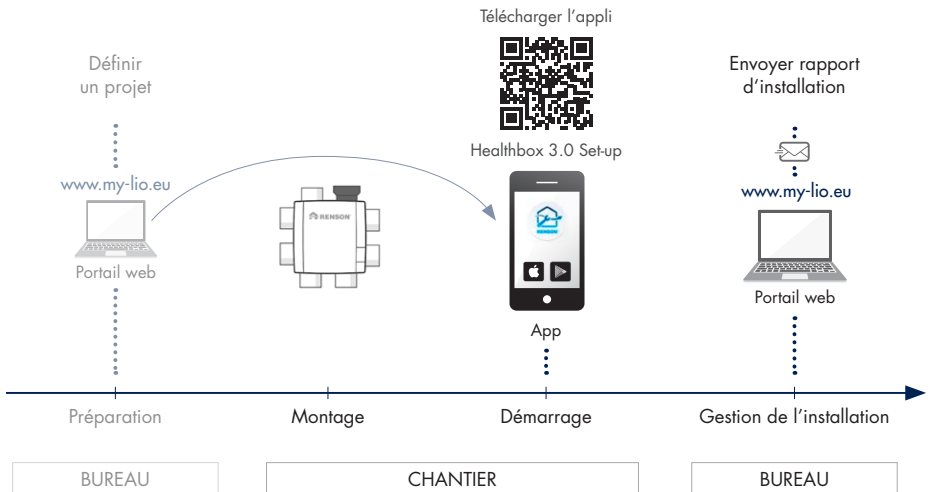 Télécharger l'appli
Définir
un projet
Envoyer rapport
d'installation
Healthbox 3.0 Set-up
www.my-lio.eu
www.my-lio.eu
RENSON
RENSON
Portail web
Portail web
App
Préparation
Montage
Démarrage
Gestion de l'installation
BUREAU
CHANTIER
BUREAU